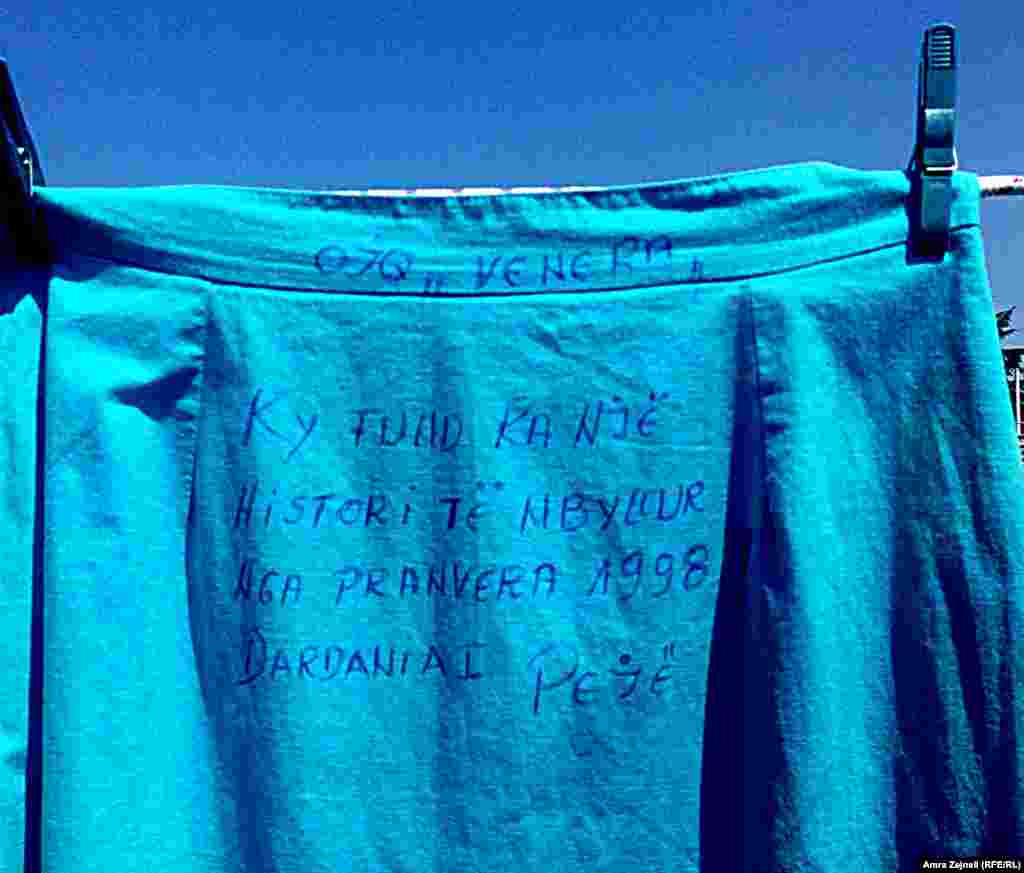 OJQ „VENERA"
Ky FUND KA NJË
HISTORI TË MBYLLUR
NGA PRANVERA 1998
DARDANIA I PEJË
Amra Zejneli (RFE/RL)